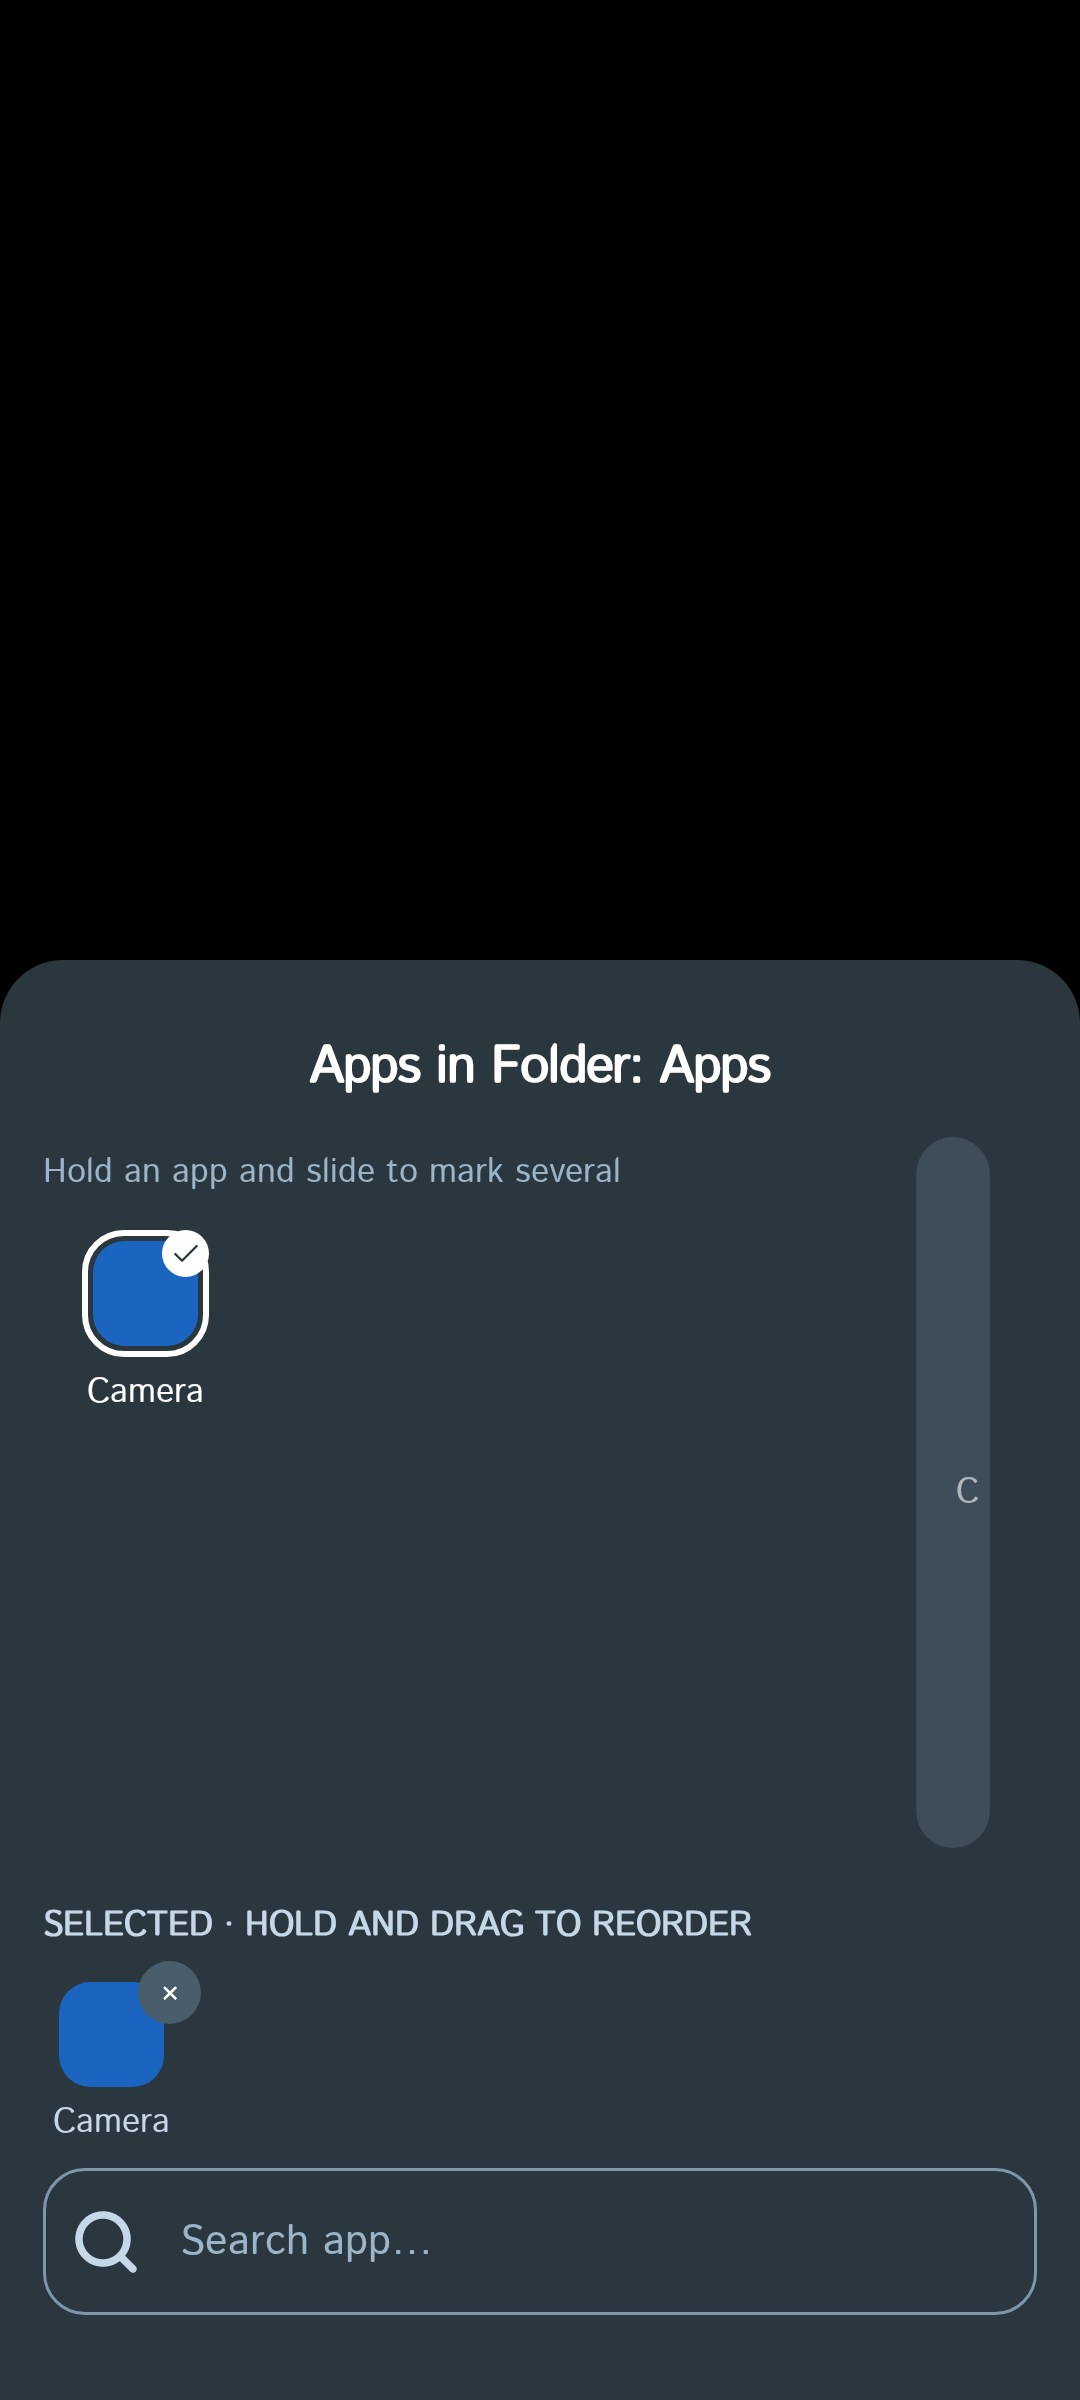 Apps in Folder: Apps
Hold an app and slide to mark several
Camera
C
SELECTED · HOLD AND DRAG TO REORDER
Camera
Search app...